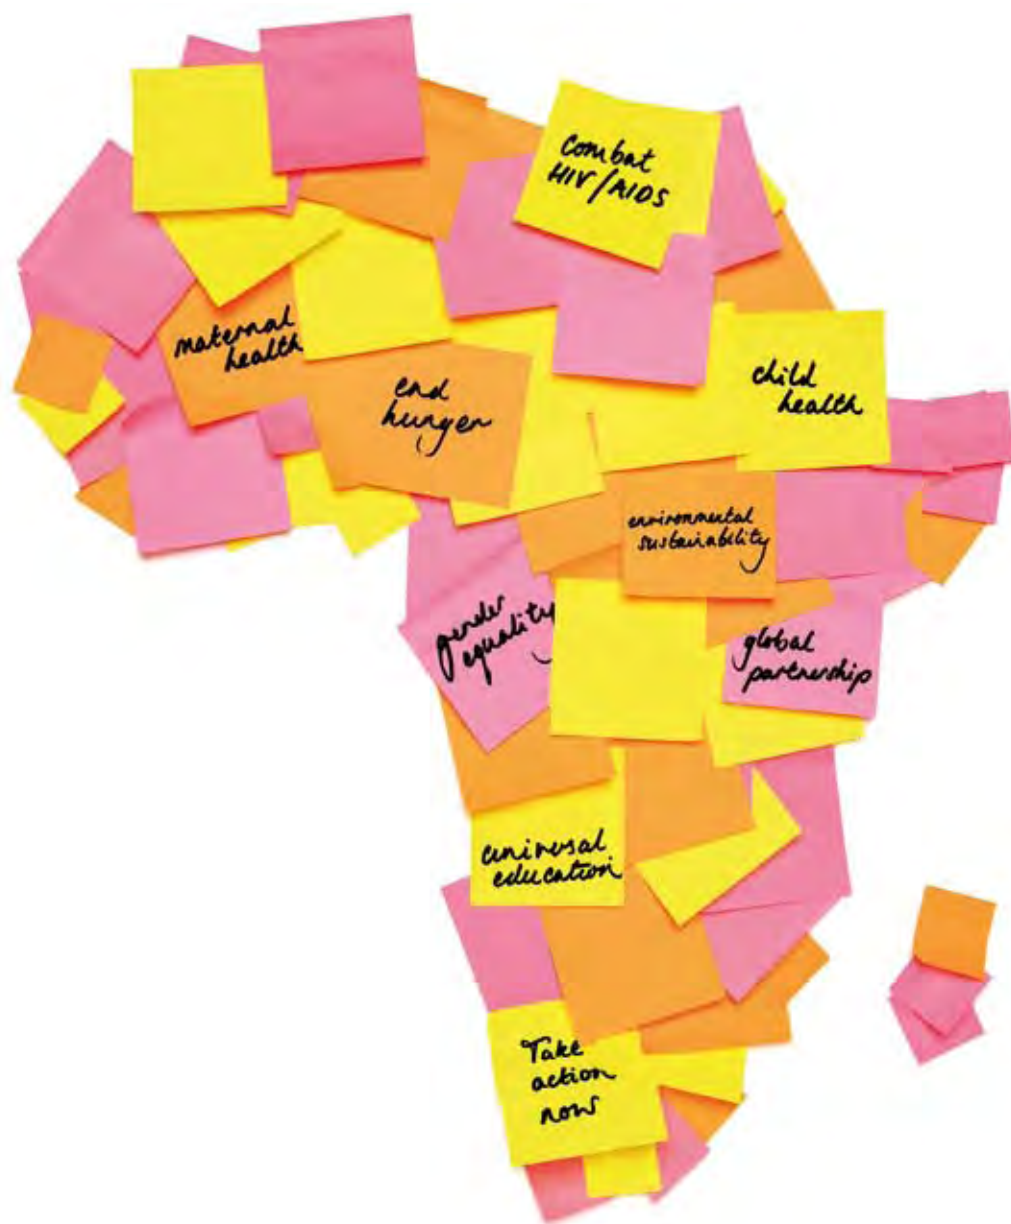 combat
HIV/AIDS
maternal
health
end
hunger
child
health
environmental
sustainability
gender
equality
global
partnership
universal
education
Take
action
now